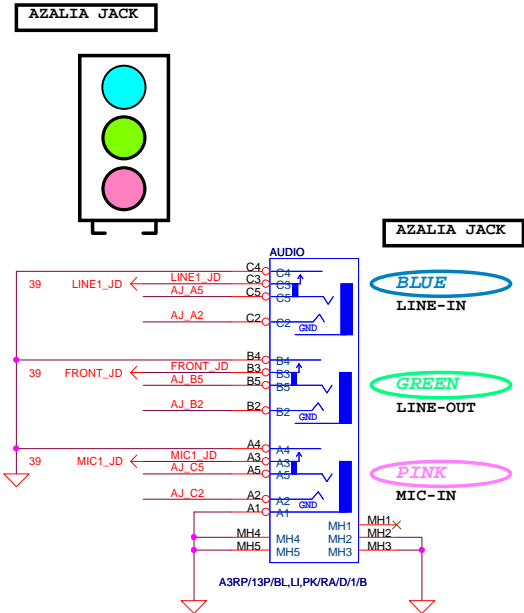 AZALIA JACK
AZALIA JACK
AUDIO
C4 C4
39 LINE1_JD LINE1_JD C3 C3
AJ_A5 C5 C5
AJ_A2 C2 C2
GND
BLUE
LINE-IN
B4 B4
39 FRONT_JD FRONT_JD B3 B3
AJ_B5 B5 B5
AJ_B2 B2 B2
GND
GREEN
LINE-OUT
A4 A4
39 MIC1_JD MIC1_JD A3 A3
AJ_C5 A5 A5
AJ_C2 A2 A2
GND
A1 A1
PINK
MIC-IN
MH1 MH1
MH4 MH4 MH2 MH2
MH5 MH5 MH3 MH3
A3RP/13P/BL,LI,PK/RA/D/1/B